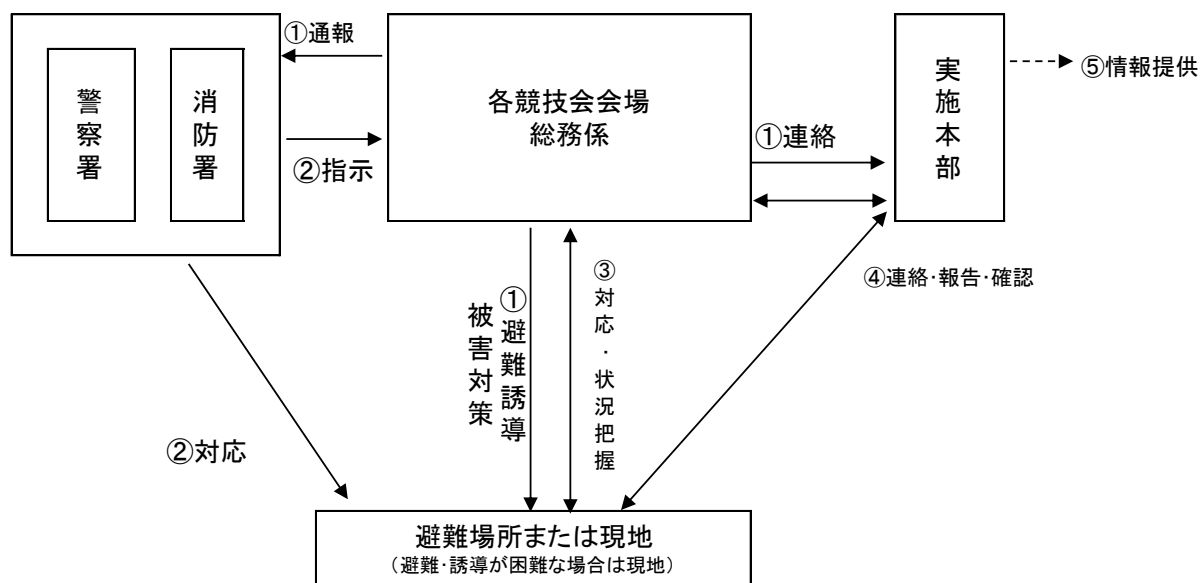 ①通報
警察署
消防署
②指示
各競技会会場
総務係
①連絡
実施本部
⑤情報提供
④連絡・報告・確認
①避難誘導
被害対策
③対応・状況把握
②対応
避難場所または現地
（避難・誘導が困難な場合は現地）